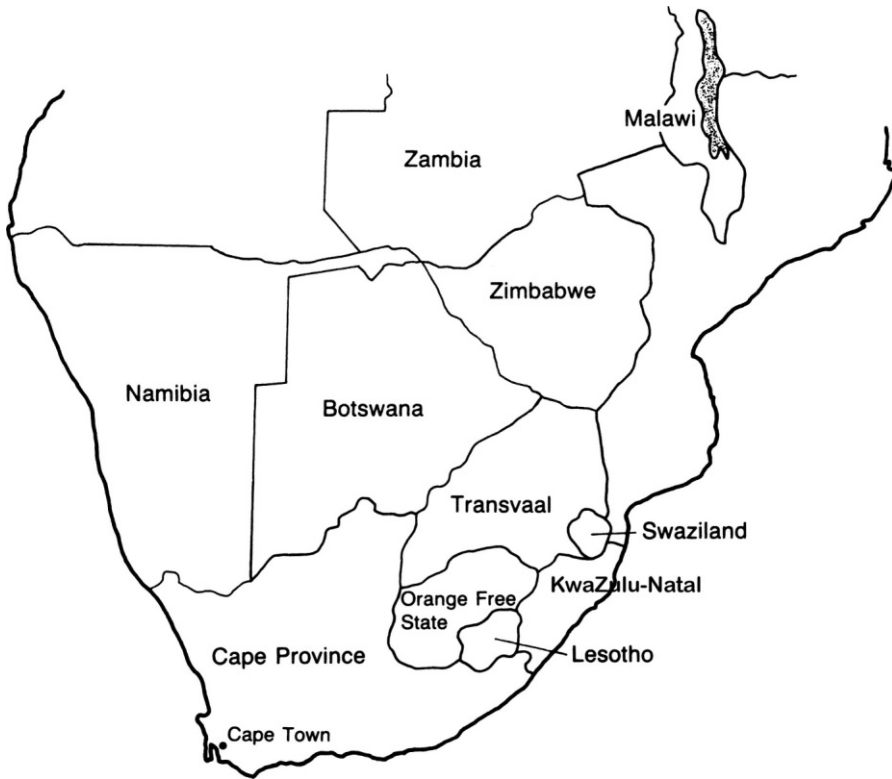 Malawi
Zambia
Zimbabwe
Namibia
Botswana
Transvaal
Swaziland
KwaZulu-Natal
Orange Free
State
Cape Province
Lesotho
Cape Town